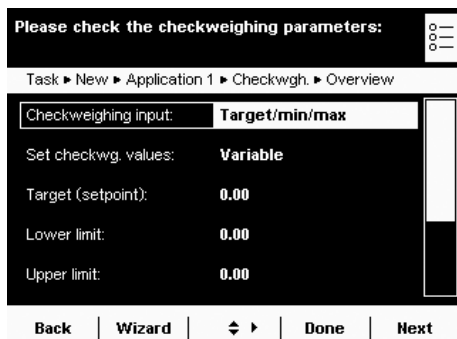 Please check the checkweighing parameters:
Task ▸ New ▸ Application 1 ▸ Checkwgh. ▸ Overview
Checkweighing input: Target/min/max
Set checkwg. values: Variable
Target (setpoint): 0.00
Lower limit: 0.00
Upper limit: 0.00
Back Wizard Done Next